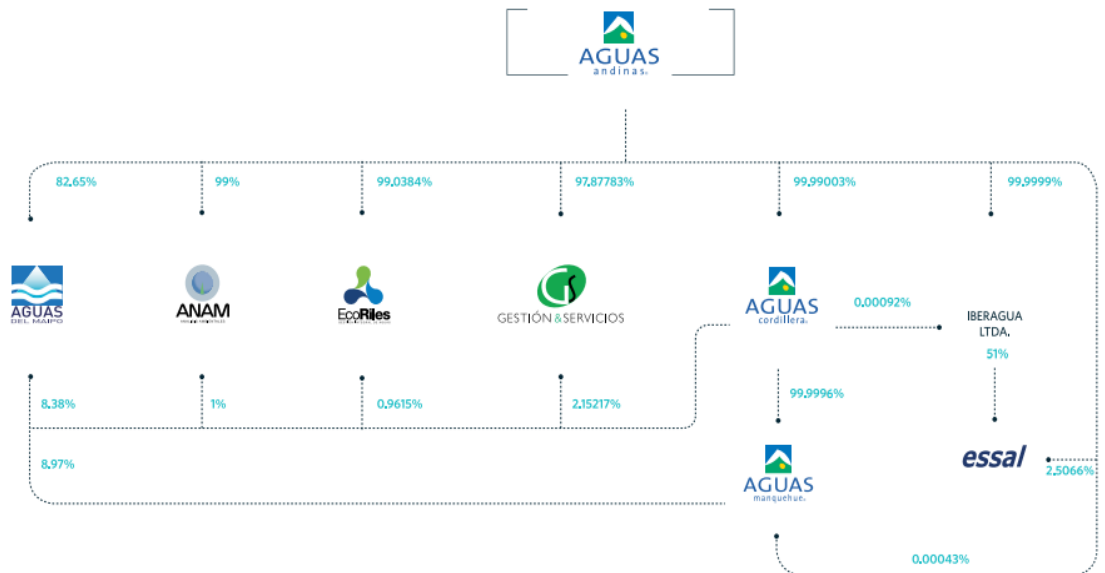 AGUAS
andinas®
82.65%
99%
99.0384%
97.87783%
99.99003%
99.9999%
AGUAS
DEL MAIPO
ANAM
EcoRiles
GS
GESTIÓN & SERVICIOS
AGUAS
cordillera®
0.00092%
IBERAGUA
LTDA.
51%
8.38%
1%
0.9615%
2.15217%
99.9996%
8.97%
AGUAS
manquehue®
essal
2.5066%
0.00043%